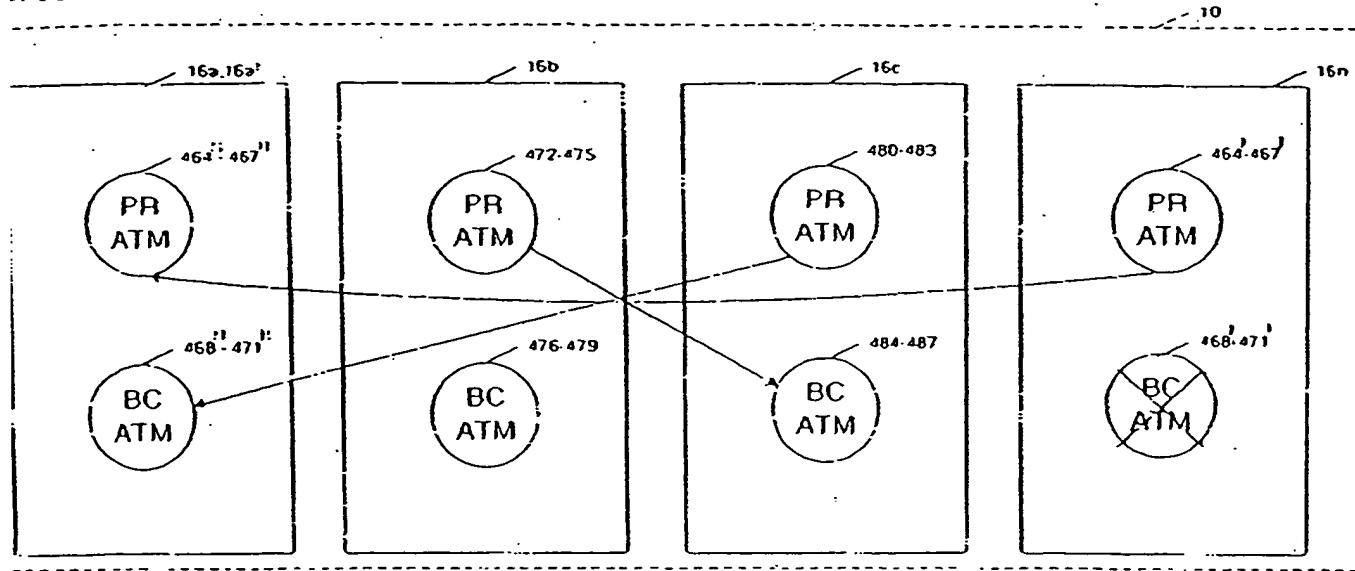 10
16a,16a'
16b
16c
16n
464''-467''
472-475
480-483
464'-467'
PR
ATM
PR
ATM
PR
ATM
PR
ATM
468''-471''
476-479
484-487
468'-471'
BC
ATM
BC
ATM
BC
ATM
BC
ATM